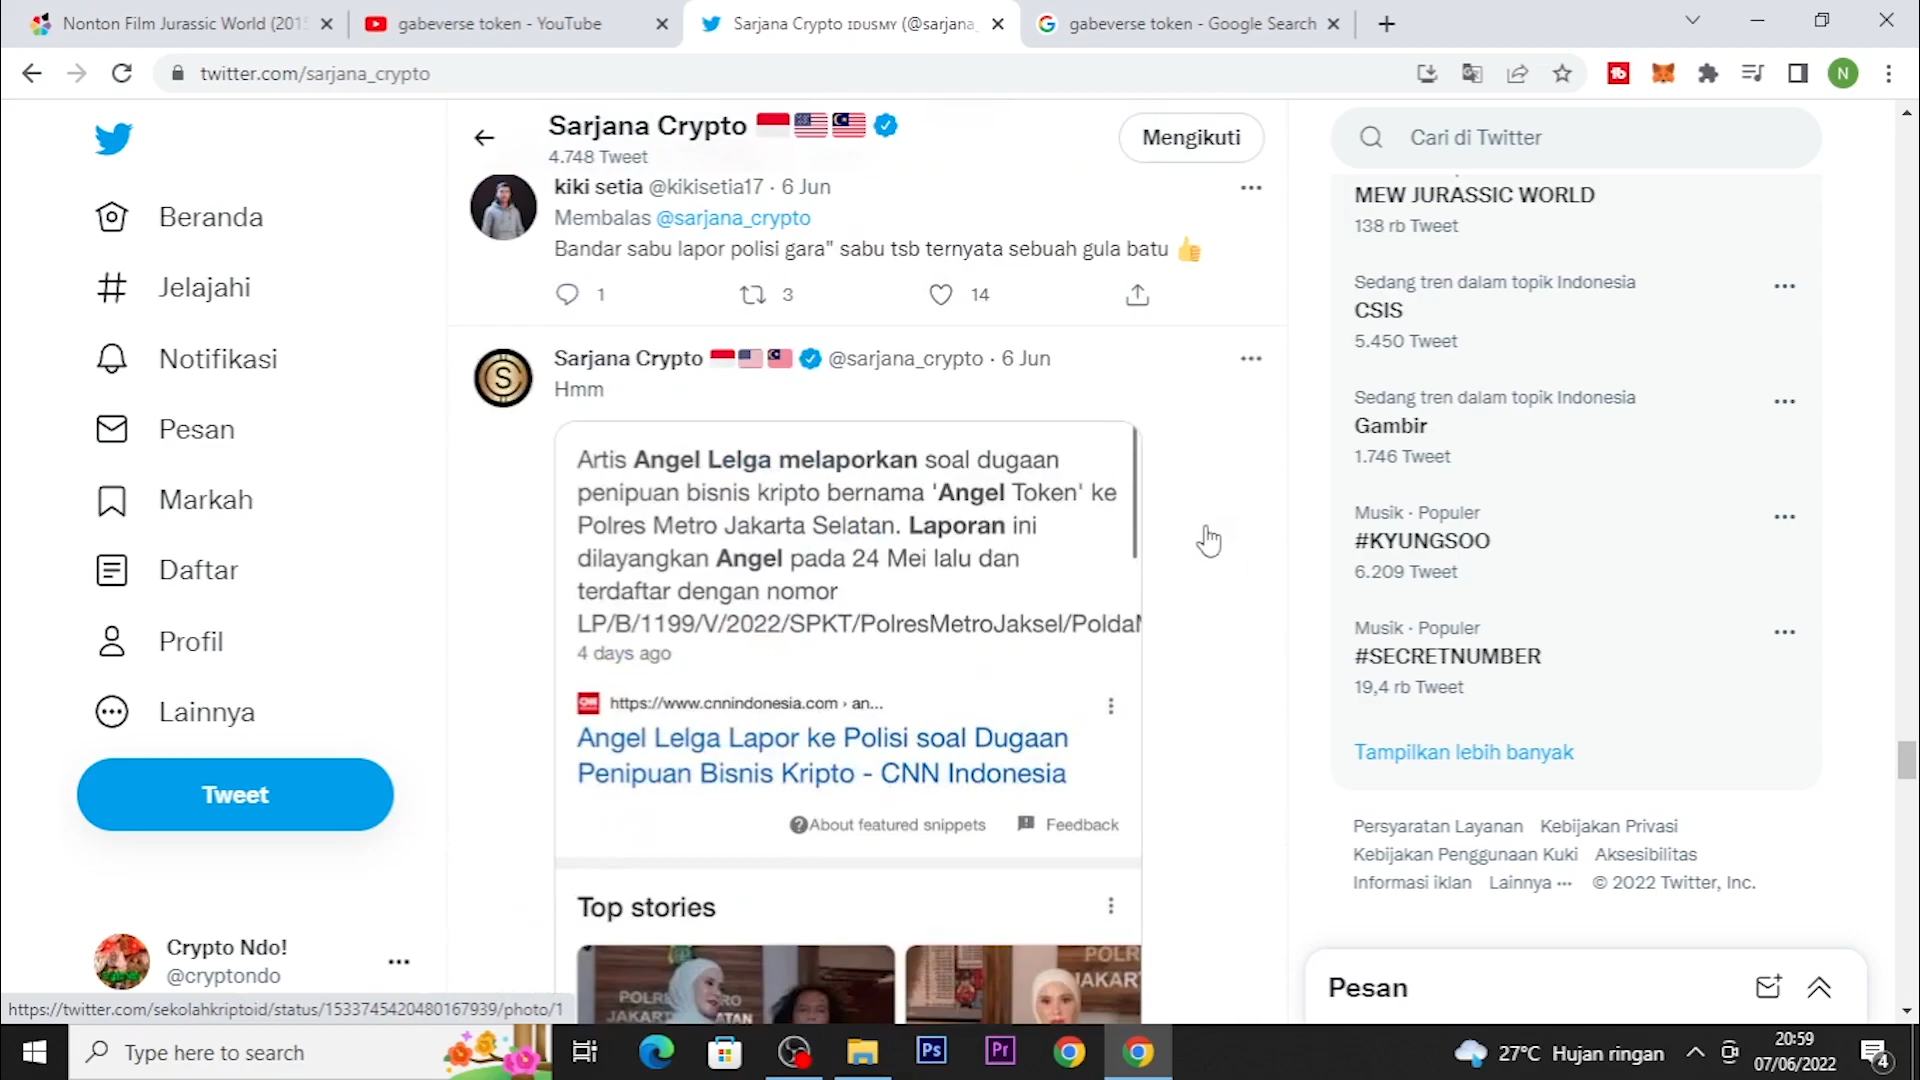 Nonton Film Jurassic World (2015
gabeverse token - YouTube
Sarjana Crypto IDUSMY (@sarjana_
gabeverse token - Google Search
twitter.com/sarjana_crypto
N
Sarjana Crypto
4.748 Tweet
Mengikuti
Cari di Twitter
Beranda
Jelajahi
Notifikasi
Pesan
Markah
Daftar
Profil
Lainnya
Tweet
Crypto Ndo!
@cryptondo
kiki setia @kikisetia17 · 6 Jun
Membalas @sarjana_crypto
Bandar sabu lapor polisi gara" sabu tsb ternyata sebuah gula batu 👍
1 3 14
Sarjana Crypto @sarjana_crypto · 6 Jun
Hmm
Artis Angel Lelga melaporkan soal dugaan
penipuan bisnis kripto bernama 'Angel Token' ke
Polres Metro Jakarta Selatan. Laporan ini
dilayangkan Angel pada 24 Mei lalu dan
terdaftar dengan nomor
LP/B/1199/V/2022/SPKT/PolresMetroJaksel/PoldaM
4 days ago
https://www.cnnindonesia.com › an...
Angel Lelga Lapor ke Polisi soal Dugaan
Penipuan Bisnis Kripto - CNN Indonesia
About featured snippets Feedback
Top stories
MEW JURASSIC WORLD
138 rb Tweet
Sedang tren dalam topik Indonesia
CSIS
5.450 Tweet
Sedang tren dalam topik Indonesia
Gambir
1.746 Tweet
Musik · Populer
#KYUNGSOO
6.209 Tweet
Musik · Populer
#SECRETNUMBER
19,4 rb Tweet
Tampilkan lebih banyak
Persyaratan Layanan Kebijakan Privasi
Kebijakan Penggunaan Kuki Aksesibilitas
Informasi iklan Lainnya ··· © 2022 Twitter, Inc.
Pesan
https://twitter.com/sekolahkriptoid/status/1533745420480167939/photo/1
Type here to search
Ps
Pr
27°C Hujan ringan
20:59
07/06/2022
4